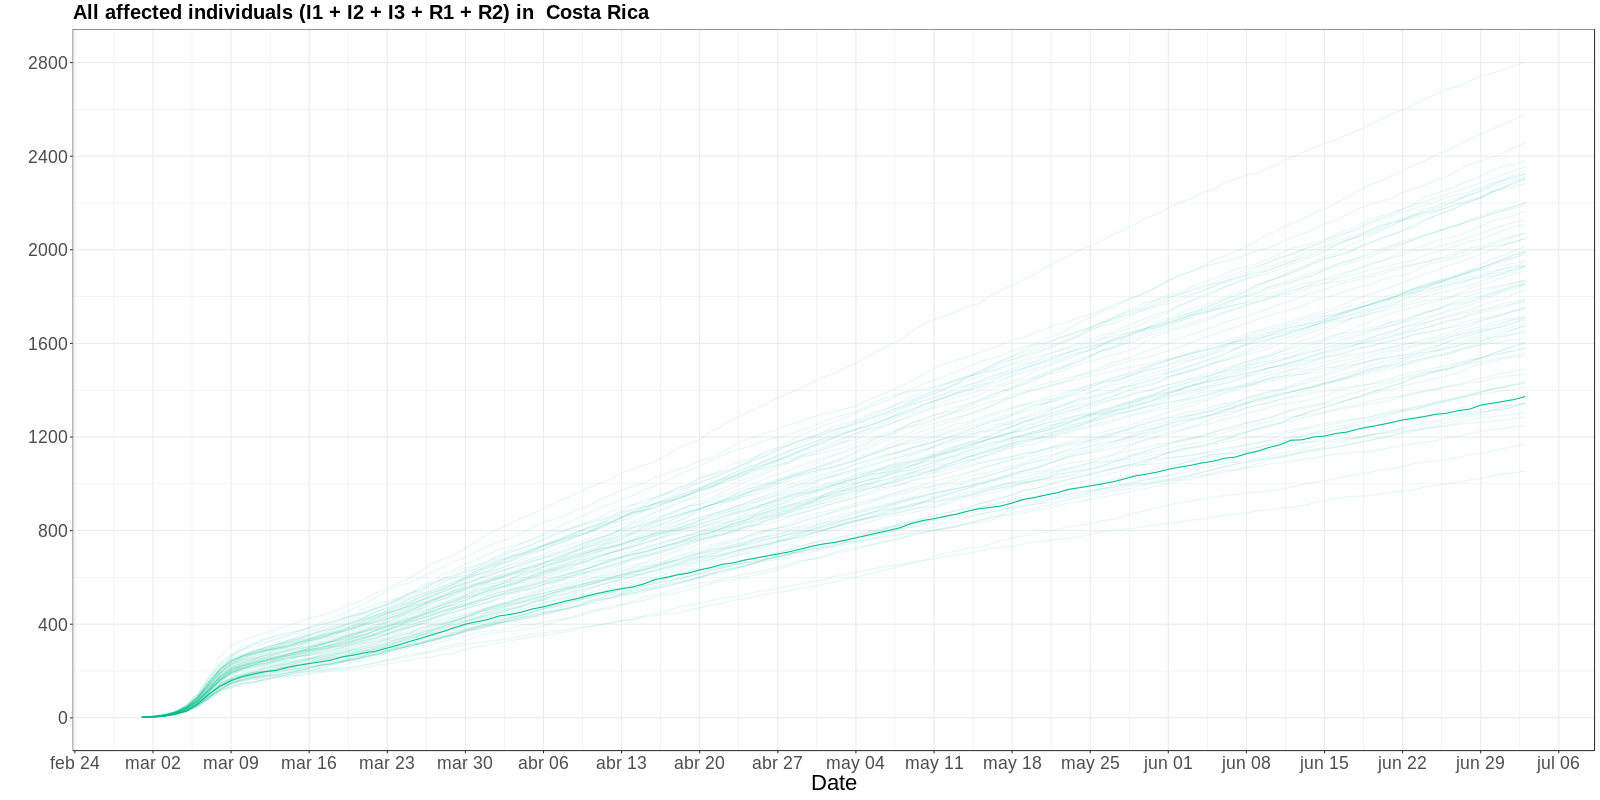 All affected individuals (I1 + I2 + I3 + R1 + R2) in  Costa Rica
2800
2400
2000
1600
1200
800
400
0
feb 24 mar 02 mar 09 mar 16 mar 23 mar 30 abr 06 abr 13 abr 20 abr 27 may 04 may 11 may 18 may 25 jun 01 jun 08 jun 15 jun 22 jun 29 jul 06
Date